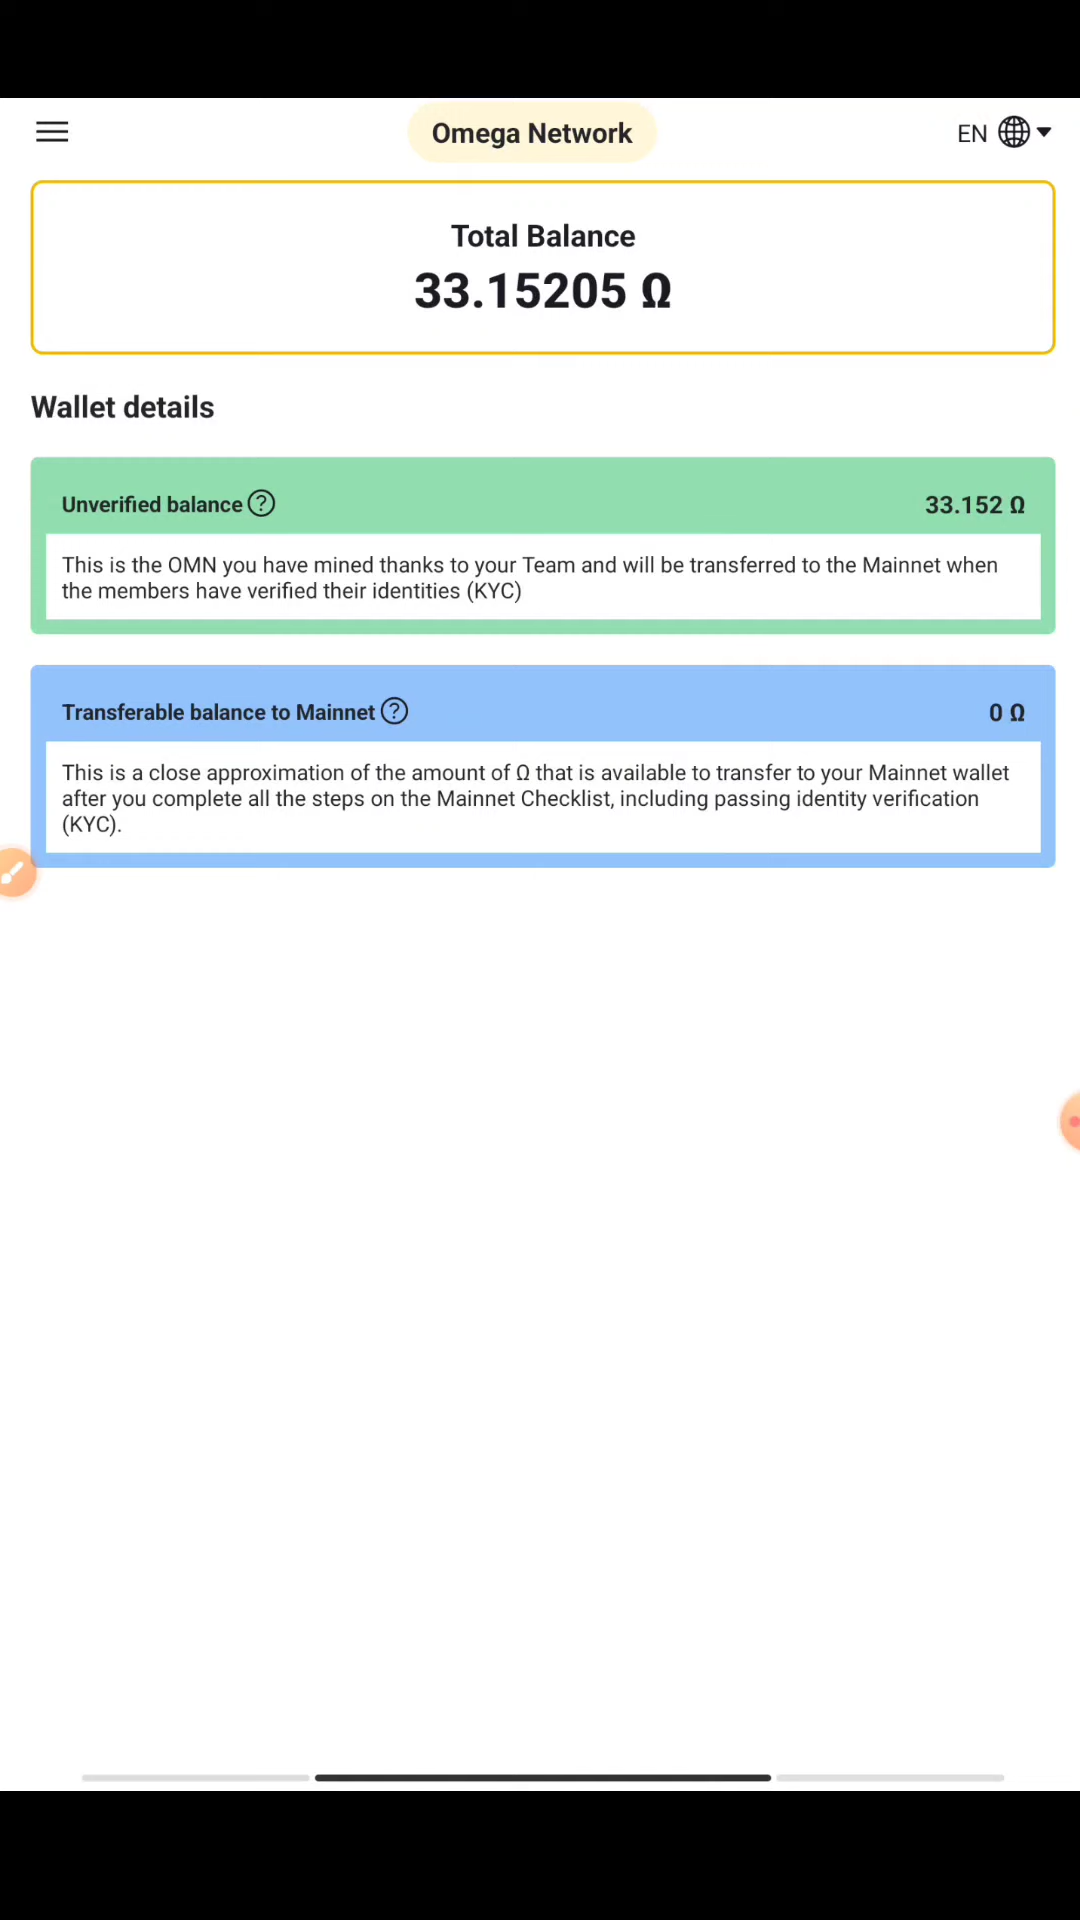 Omega Network
EN
Total Balance
33.15205 Ω
Wallet details
Unverified balance ?
33.152 Ω
This is the OMN you have mined thanks to your Team and will be transferred to the Mainnet when
the members have verified their identities (KYC)
Transferable balance to Mainnet ?
0 Ω
This is a close approximation of the amount of Ω that is available to transfer to your Mainnet wallet
after you complete all the steps on the Mainnet Checklist, including passing identity verification
(KYC).